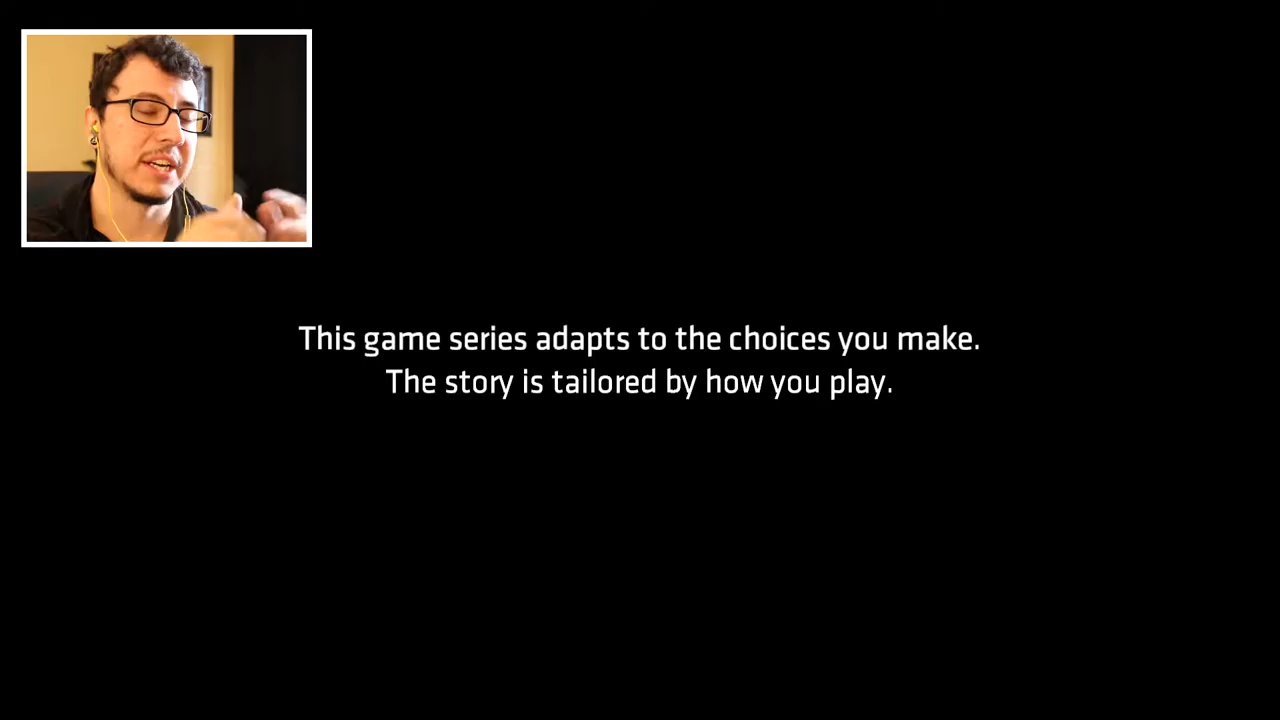 This game series adapts to the choices you make.
The story is tailored by how you play.